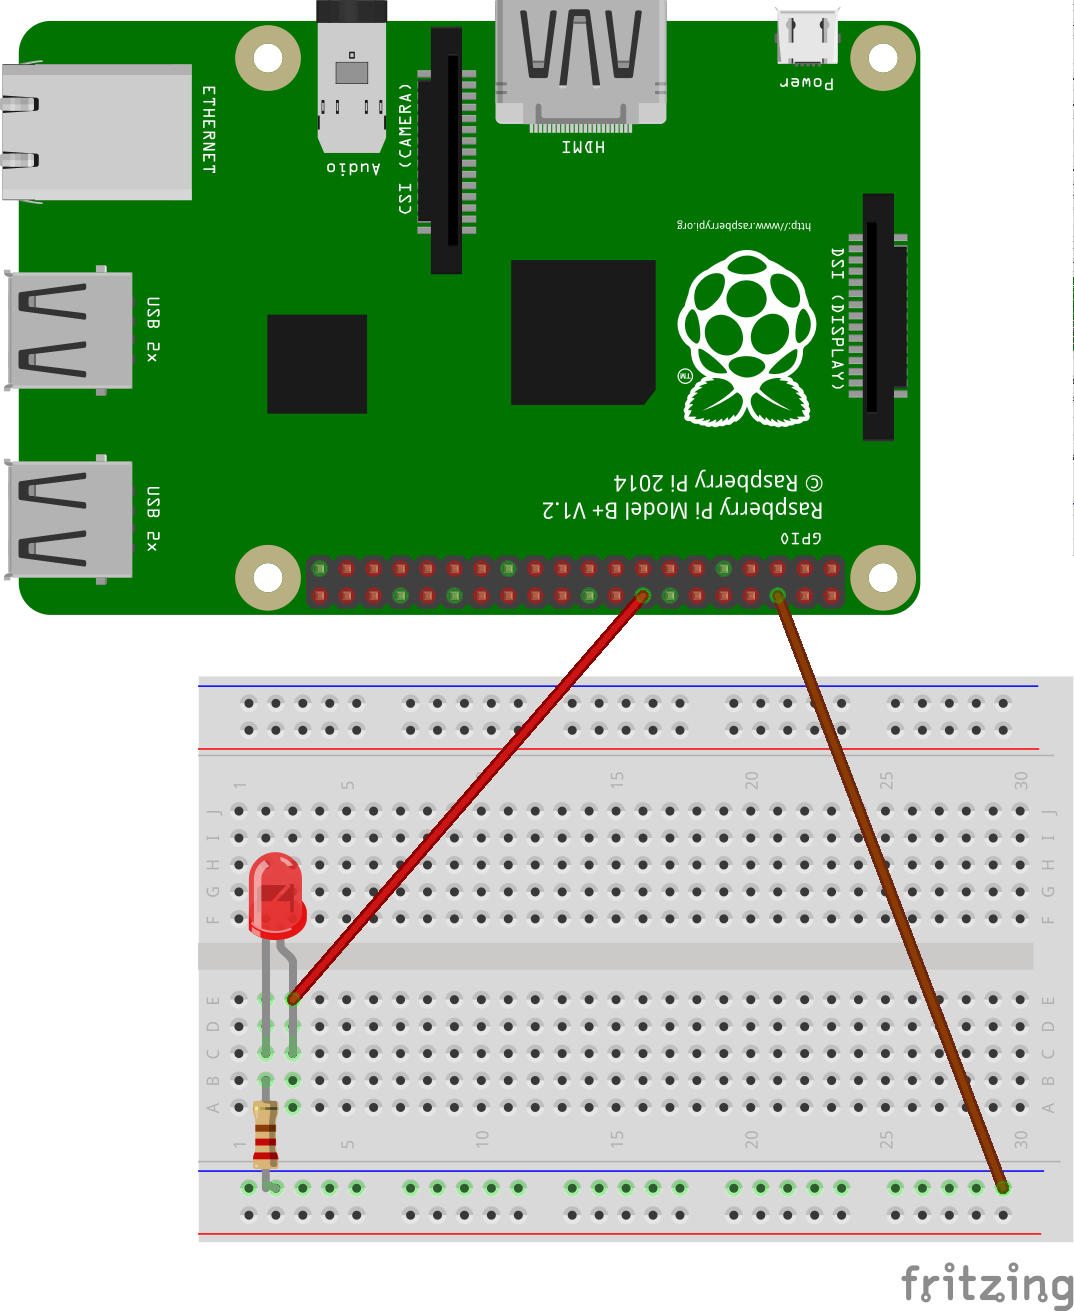 Power
ETHERNET
Audio
CSI (CAMERA)
HDMI
http://www.raspberrypi.org
DSI (DISPLAY)
USB 2x
TM
USB 2x
Raspberry Pi Model B+ V1.2
© Raspberry Pi 2014
GPIO
1 5 10 15 20 25 30
J J
I I
H H
G G
F F
E E
D D
C C
B B
A A
1 5 10 15 20 25 30
fritzing